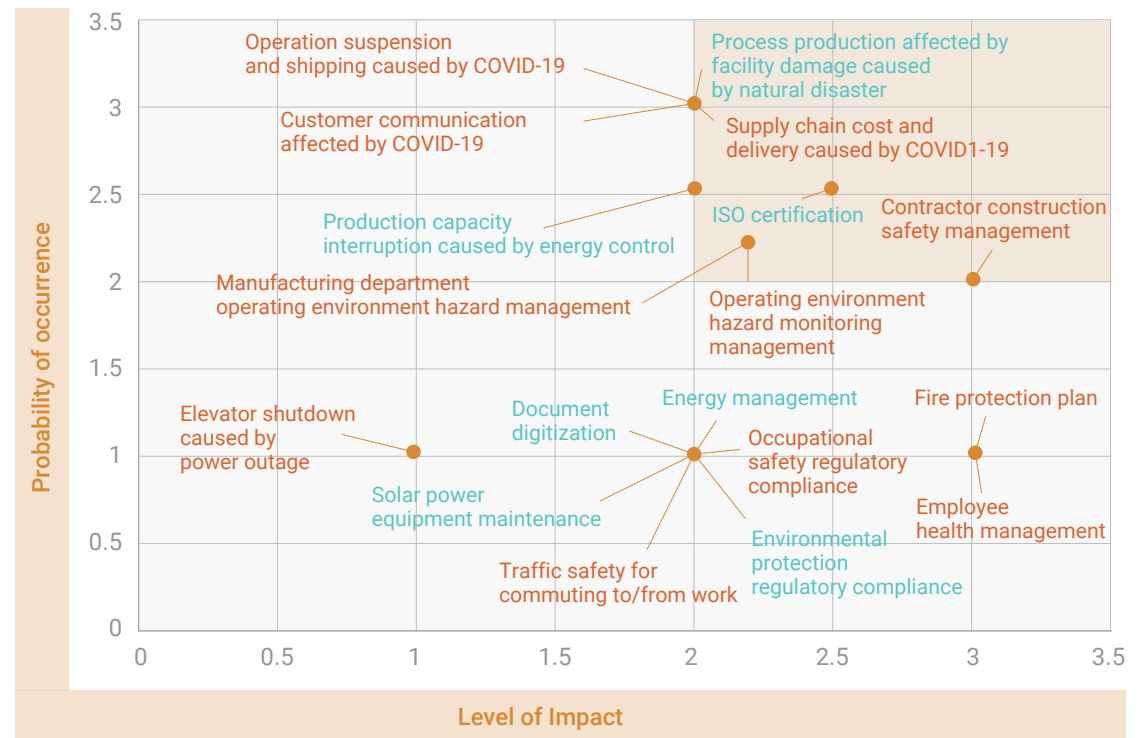 Probability of occurrence
3.5
3
2.5
2
1.5
1
0.5
0
Operation suspension
and shipping caused by COVID-19
Process production affected by
facility damage caused
by natural disaster
Customer communication
affected by COVID-19
Supply chain cost and
delivery caused by COVID1-19
Production capacity
interruption caused by energy control
ISO certification
Contractor construction
safety management
Manufacturing department
operating environment hazard management
Operating environment
hazard monitoring
management
Elevator shutdown
caused by
power outage
Document
digitization
Energy management
Fire protection plan
Occupational
safety regulatory
compliance
Solar power
equipment maintenance
Employee
health management
Environmental
protection
regulatory compliance
Traffic safety for
commuting to/from work
0
0.5
1
1.5
2
2.5
3
3.5
Level of Impact